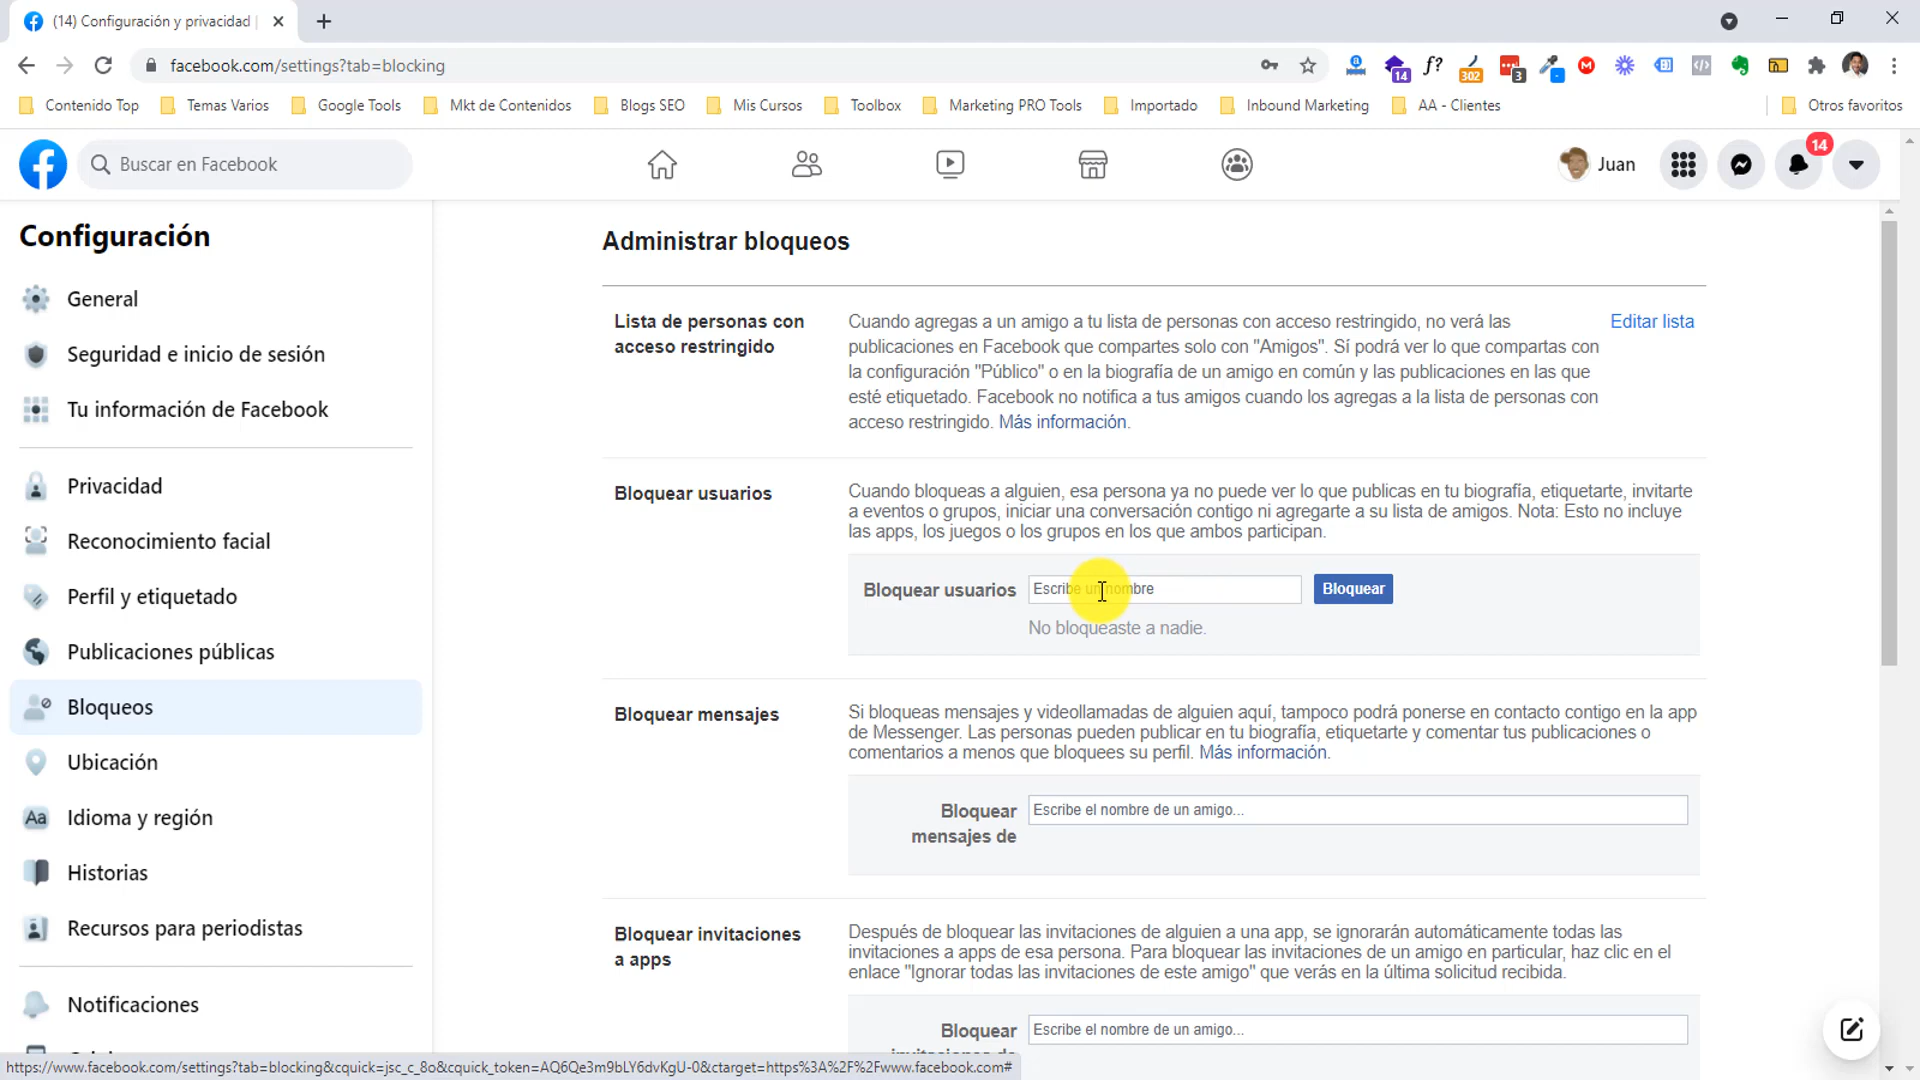 (14) Configuración y privacidad
facebook.com/settings?tab=blocking
14
f?
302
3
Contenido Top
Temas Varios
Google Tools
Mkt de Contenidos
Blogs SEO
Mis Cursos
Toolbox
Marketing PRO Tools
Importado
Inbound Marketing
AA - Clientes
Otros favoritos
Buscar en Facebook
Juan
14
Configuración
General
Seguridad e inicio de sesión
Tu información de Facebook
Privacidad
Reconocimiento facial
Perfil y etiquetado
Publicaciones públicas
Bloqueos
Ubicación
Aa Idioma y región
Historias
Recursos para periodistas
Notificaciones
Administrar bloqueos
Lista de personas con
acceso restringido
Cuando agregas a un amigo a tu lista de personas con acceso restringido, no verá las
publicaciones en Facebook que compartes solo con "Amigos". Sí podrá ver lo que compartas con
la configuración "Público" o en la biografía de un amigo en común y las publicaciones en las que
esté etiquetado. Facebook no notifica a tus amigos cuando los agregas a la lista de personas con
acceso restringido. Más información.
Editar lista
Bloquear usuarios
Cuando bloqueas a alguien, esa persona ya no puede ver lo que publicas en tu biografía, etiquetarte, invitarte
a eventos o grupos, iniciar una conversación contigo ni agregarte a su lista de amigos. Nota: Esto no incluye
las apps, los juegos o los grupos en los que ambos participan.
Bloquear usuarios
Escribe un nombre
Bloquear
No bloqueaste a nadie.
Bloquear mensajes
Si bloqueas mensajes y videollamadas de alguien aquí, tampoco podrá ponerse en contacto contigo en la app
de Messenger. Las personas pueden publicar en tu biografía, etiquetarte y comentar tus publicaciones o
comentarios a menos que bloquees su perfil. Más información.
Bloquear
mensajes de
Escribe el nombre de un amigo...
Bloquear invitaciones
a apps
Después de bloquear las invitaciones de alguien a una app, se ignorarán automáticamente todas las
invitaciones a apps de esa persona. Para bloquear las invitaciones de un amigo en particular, haz clic en el
enlace "Ignorar todas las invitaciones de este amigo" que verás en la última solicitud recibida.
Bloquear
Escribe el nombre de un amigo...
https://www.facebook.com/settings?tab=blocking&cquick=jsc_c_8o&cquick_token=AQ6Qe3m9bLY6dvKgU-0&ctarget=https%3A%2F%2Fwww.facebook.com#